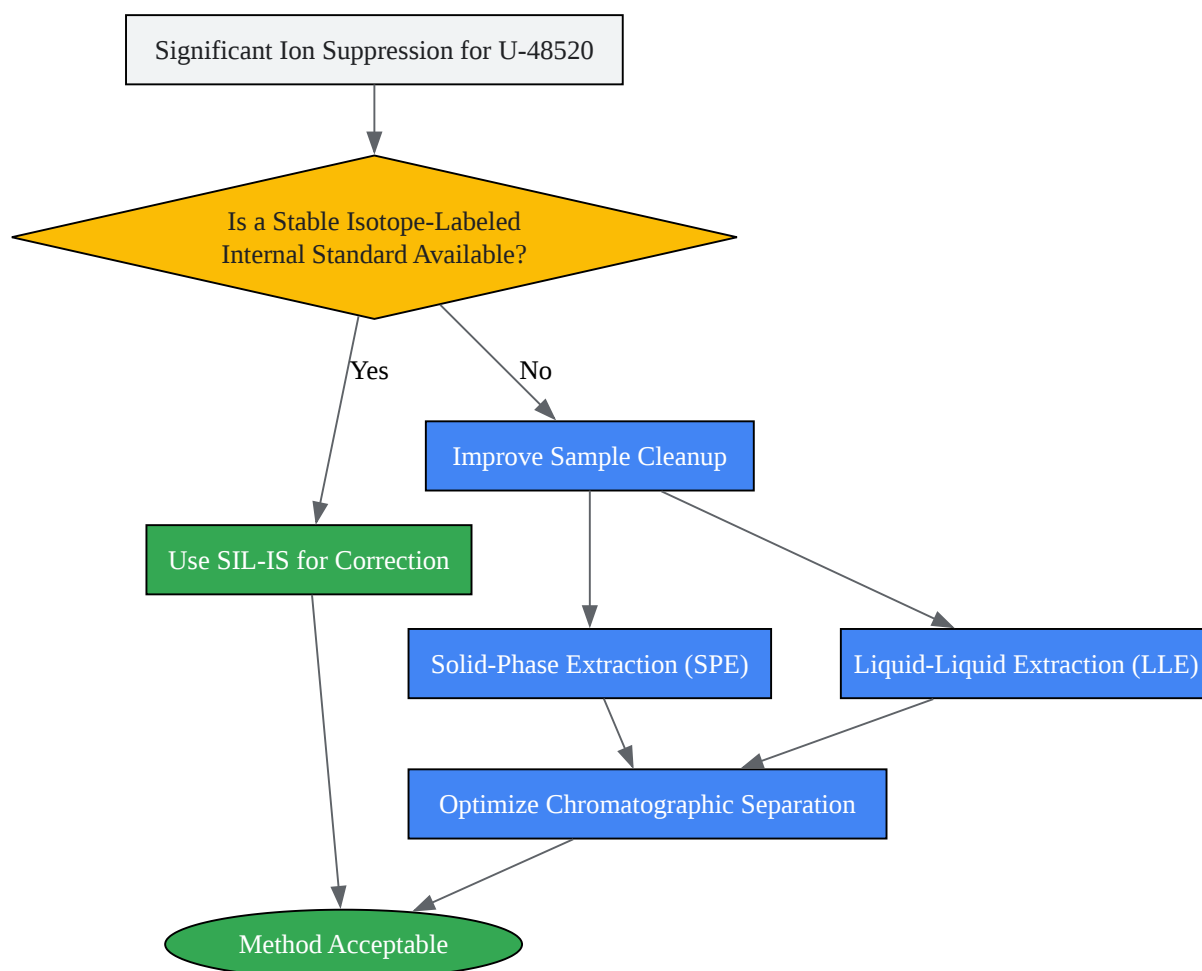 Significant Ion Suppression for U-48520
Is a Stable Isotope-Labeled
Internal Standard Available?
Yes
No
Improve Sample Cleanup
Use SIL-IS for Correction
Solid-Phase Extraction (SPE)
Liquid-Liquid Extraction (LLE)
Optimize Chromatographic Separation
Method Acceptable